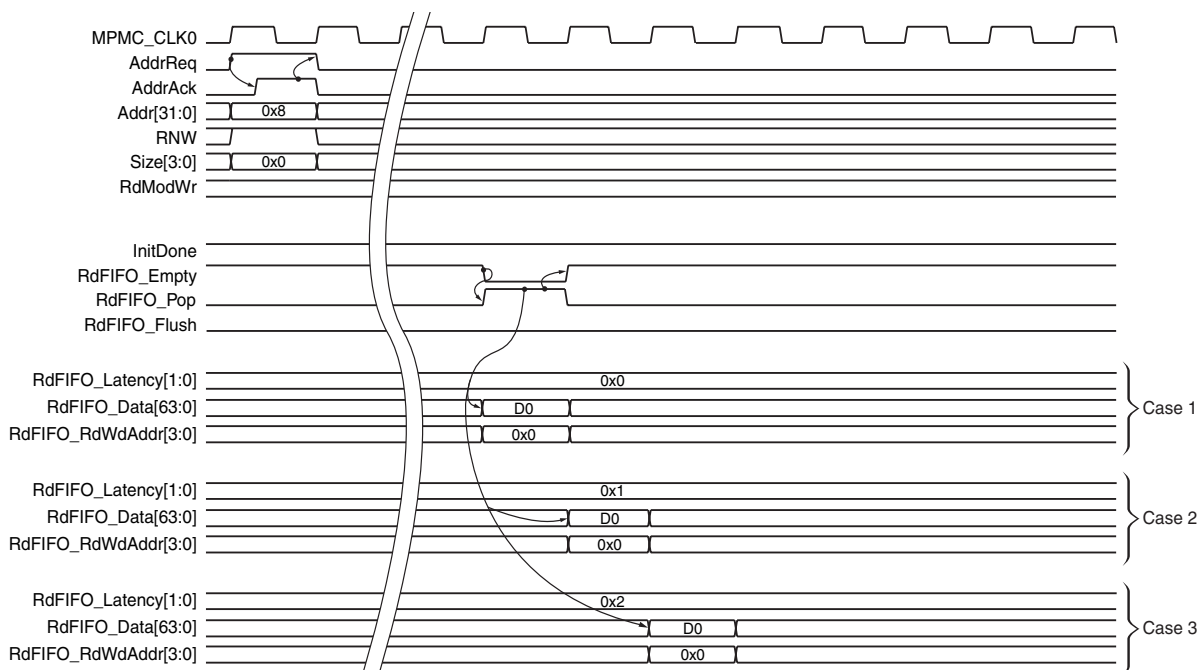 MPMC_CLK0
AddrReq
AddrAck
Addr[31:0] 0x8
RNW
Size[3:0] 0x0
RdModWr
InitDone
RdFIFO_Empty
RdFIFO_Pop
RdFIFO_Flush
RdFIFO_Latency[1:0] 0x0
RdFIFO_Data[63:0] D0 Case 1
RdFIFO_RdWdAddr[3:0] 0x0
RdFIFO_Latency[1:0] 0x1
RdFIFO_Data[63:0] D0 Case 2
RdFIFO_RdWdAddr[3:0] 0x0
RdFIFO_Latency[1:0] 0x2
RdFIFO_Data[63:0] D0 Case 3
RdFIFO_RdWdAddr[3:0] 0x0